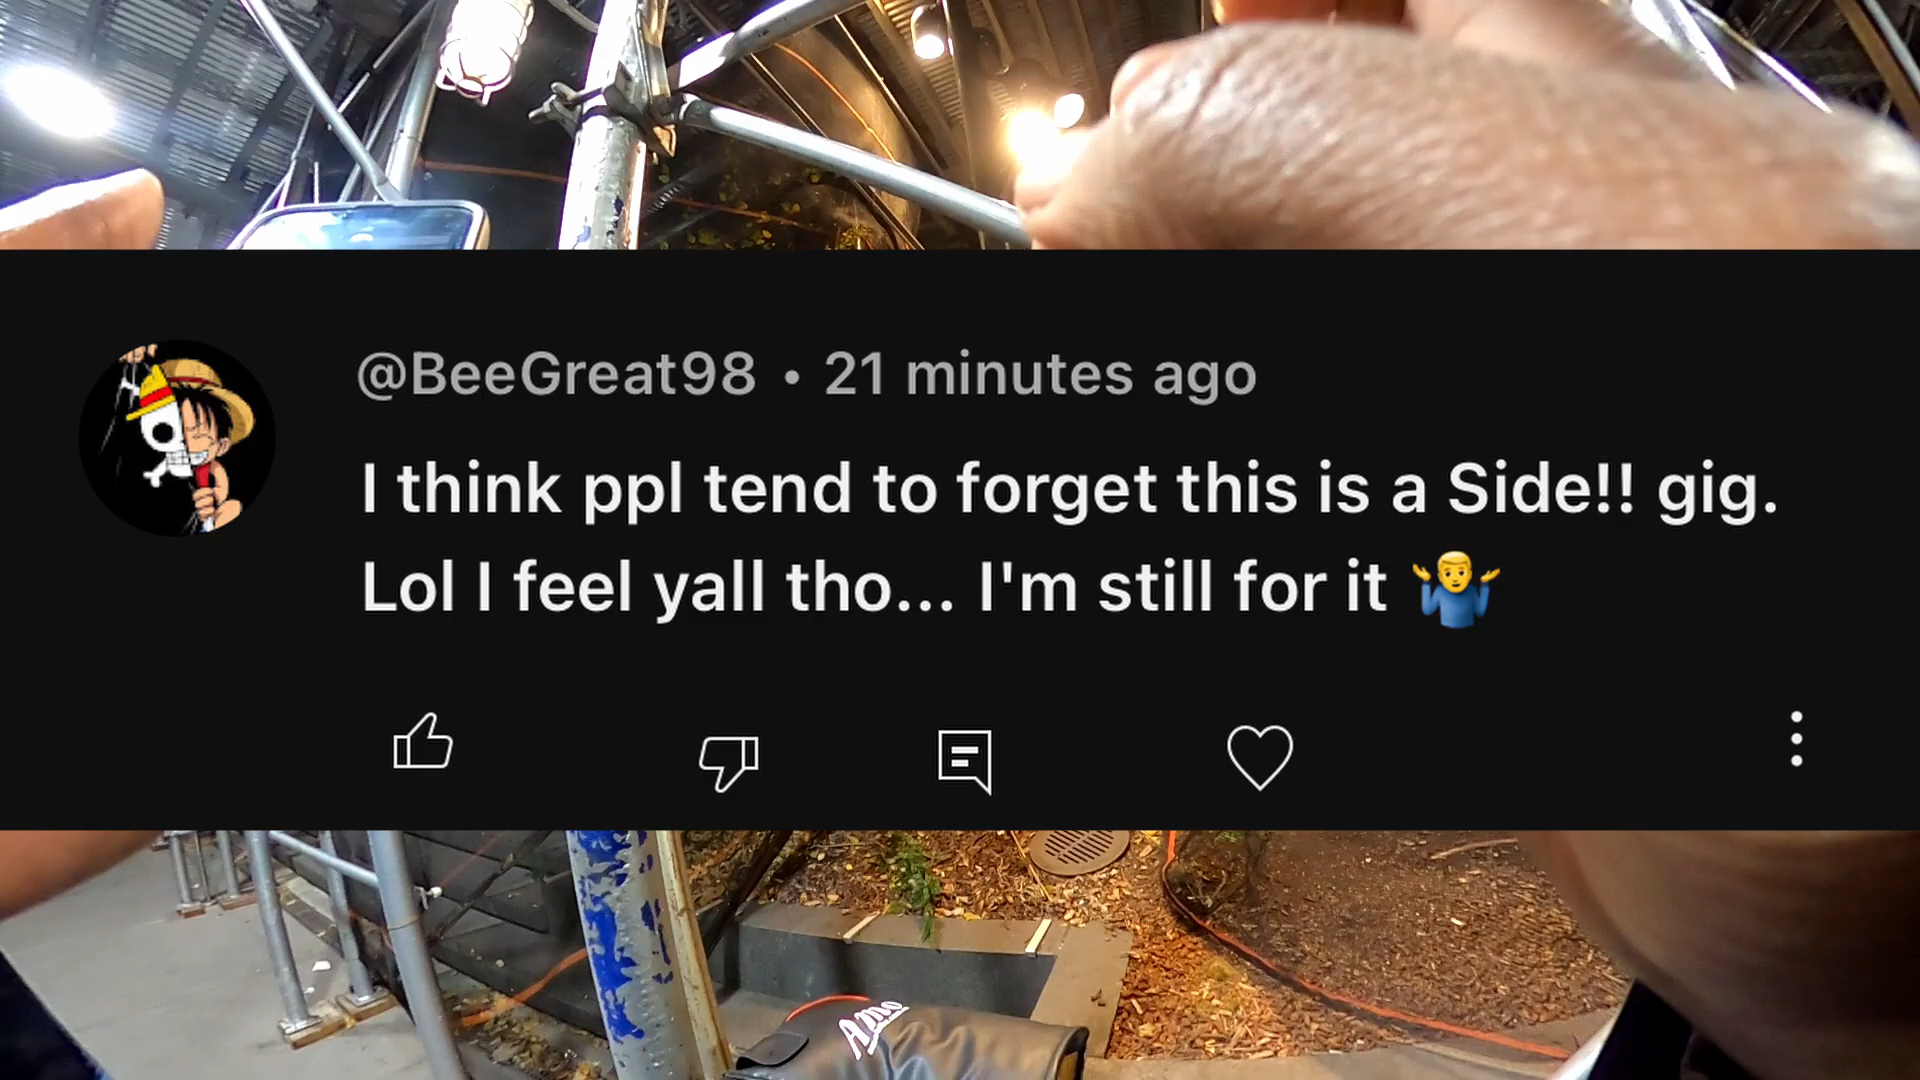 @BeeGreat98 • 21 minutes ago
I think ppl tend to forget this is a Side!! gig.
Lol I feel yall tho... I'm still for it 🤷‍♂️
Amo